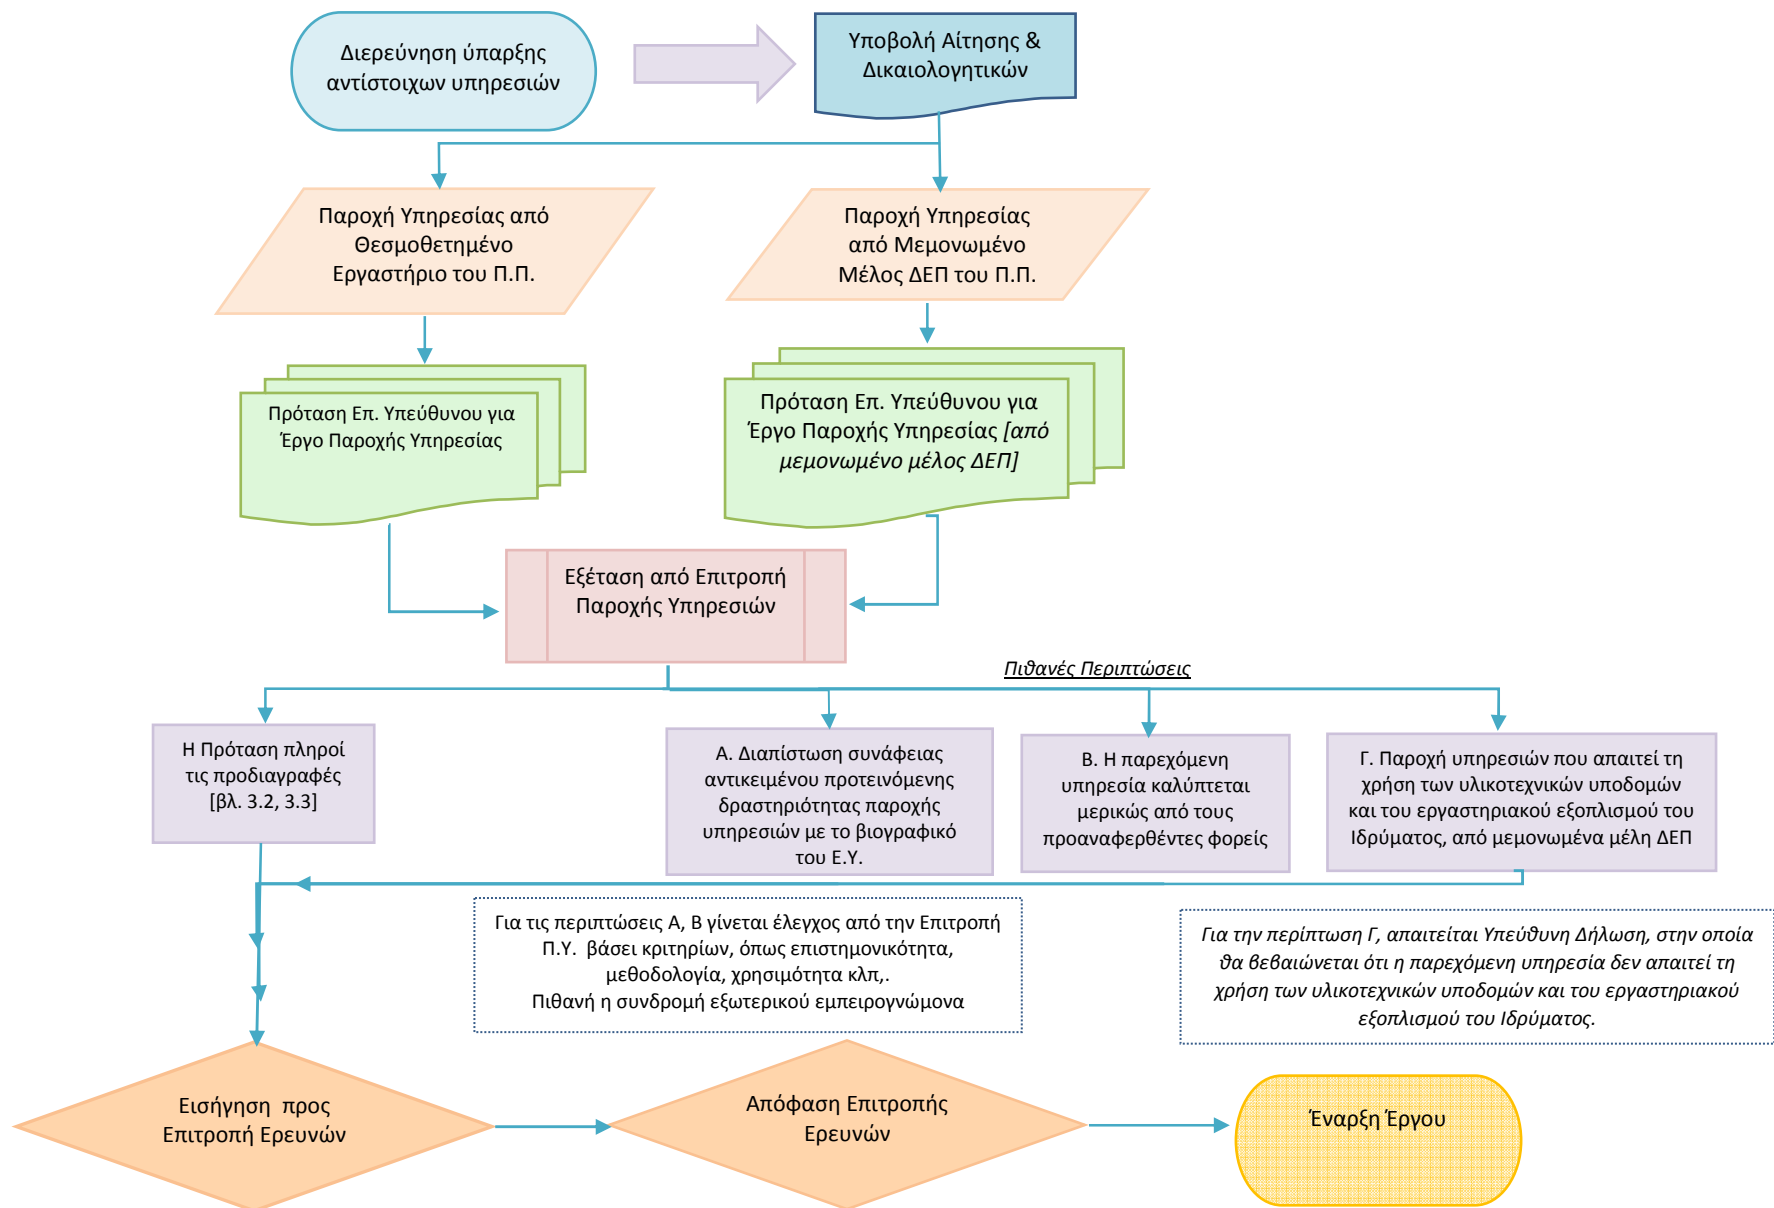 Διερεύνηση ύπαρξης
αντίστοιχων υπηρεσιών
Υποβολή Αίτησης &
Δικαιολογητικών
Παροχή Υπηρεσίας από
Θεσμοθετημένο
Εργαστήριο του Π.Π.
Παροχή Υπηρεσίας
από Μεμονωμένο
Μέλος ΔΕΠ του Π.Π.
Πρόταση Επ. Υπεύθυνου για
Έργο Παροχής Υπηρεσίας
Πρόταση Επ. Υπεύθυνου για
Έργο Παροχής Υπηρεσίας [από
μεμονωμένο μέλος ΔΕΠ]
Εξέταση από Επιτροπή
Παροχής Υπηρεσιών
Πιθανές Περιπτώσεις
Η Πρόταση πληροί
τις προδιαγραφές
[βλ. 3.2, 3.3]
Α. Διαπίστωση συνάφειας
αντικειμένου προτεινόμενης
δραστηριότητας παροχής
υπηρεσιών με το βιογραφικό
του Ε.Υ.
Β. Η παρεχόμενη
υπηρεσία καλύπτεται
μερικώς από τους
προαναφερθέντες φορείς
Γ. Παροχή υπηρεσιών που απαιτεί τη
χρήση των υλικοτεχνικών υποδομών
και του εργαστηριακού εξοπλισμού του
Ιδρύματος, από μεμονωμένα μέλη ΔΕΠ
Για τις περιπτώσεις Α, Β γίνεται έλεγχος από την Επιτροπή
Π.Υ. βάσει κριτηρίων, όπως επιστημονικότητα,
μεθοδολογία, χρησιμότητα κλπ,.
Πιθανή η συνδρομή εξωτερικού εμπειρογνώμονα
Για την περίπτωση Γ, απαιτείται Υπεύθυνη Δήλωση, στην οποία
θα βεβαιώνεται ότι η παρεχόμενη υπηρεσία δεν απαιτεί τη
χρήση των υλικοτεχνικών υποδομών και του εργαστηριακού
εξοπλισμού του Ιδρύματος.
Εισήγηση προς
Επιτροπή Ερευνών
Απόφαση Επιτροπής
Ερευνών
Έναρξη Έργου